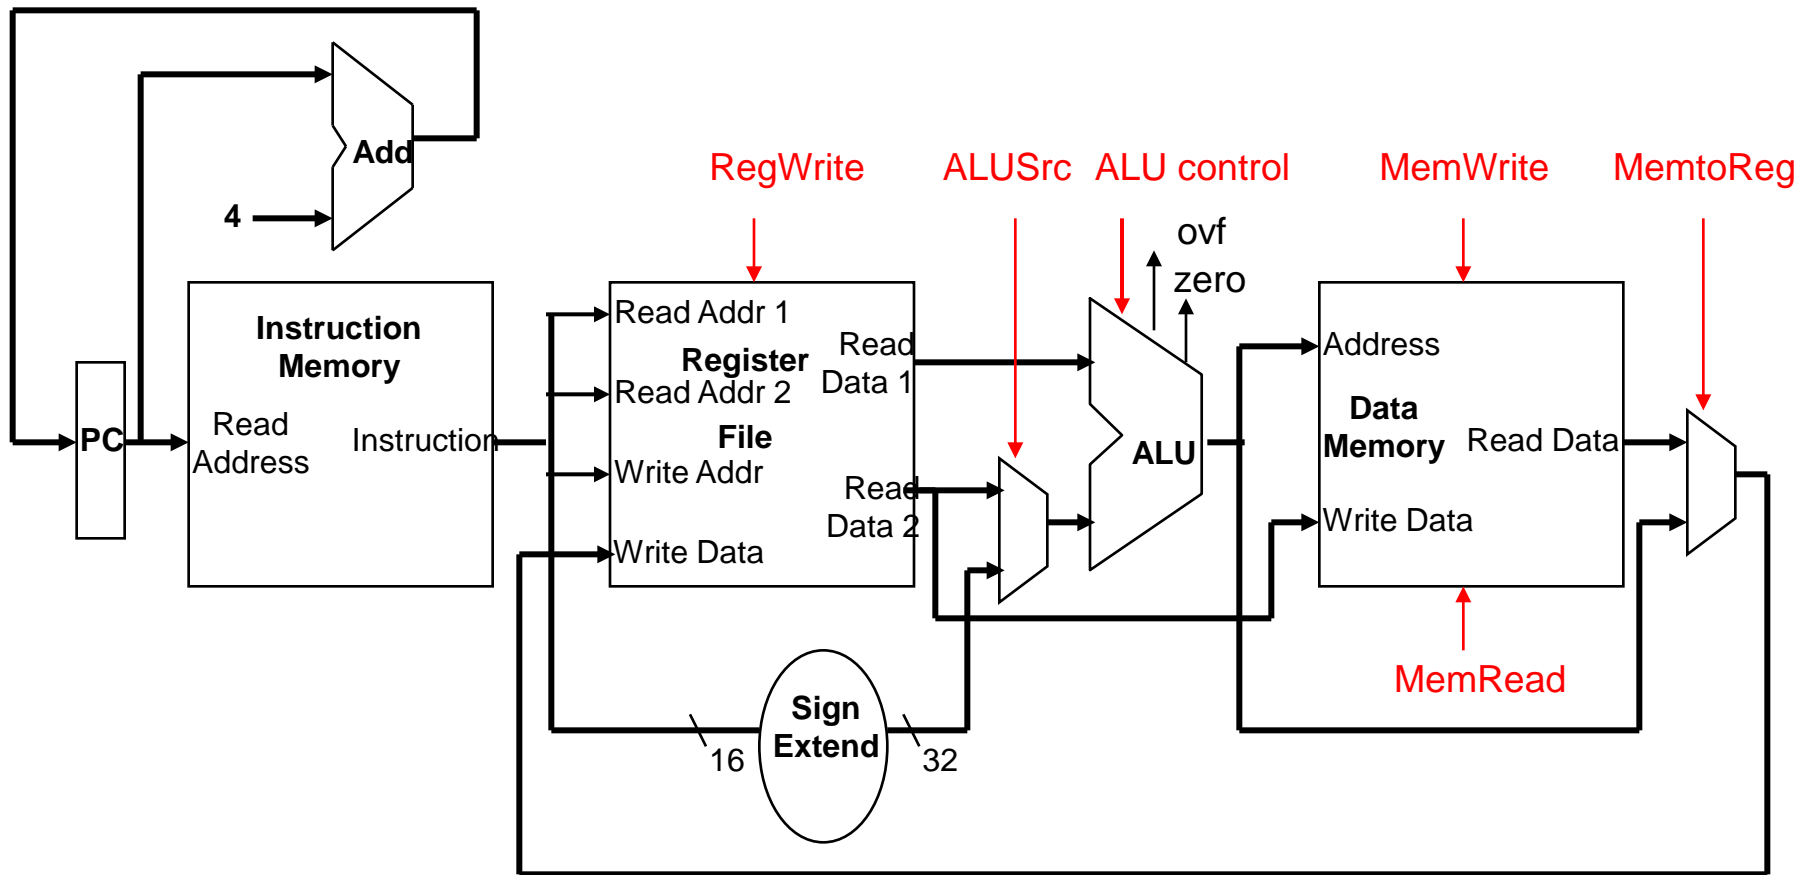 Add
4
RegWrite
ALUSrc
ALU control
MemWrite
MemtoReg
ovf
zero
Instruction
Memory
Read
Address
Instruction
PC
Read Addr 1
Register
Read Addr 2
File
Write Addr
Write Data
Read
Data 1
Read
Data 2
ALU
Address
Data
Memory
Read Data
Write Data
MemRead
Sign
Extend
16
32